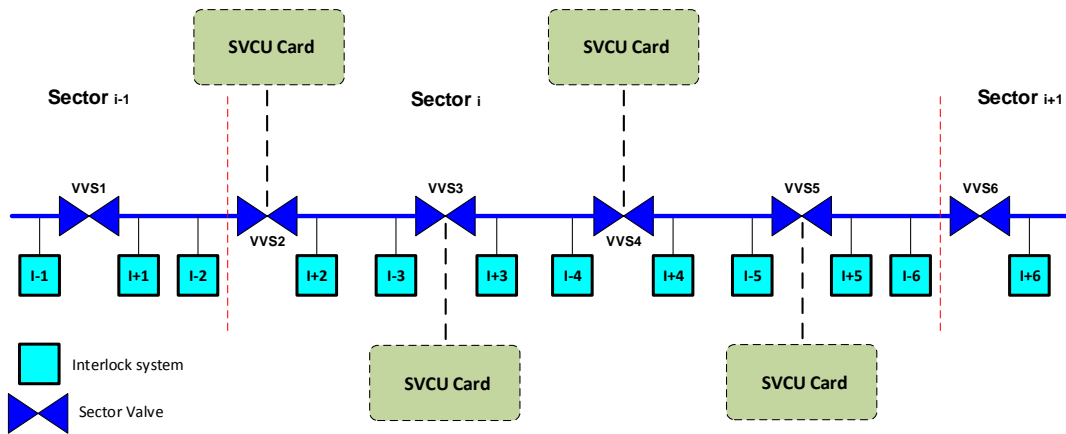 SVCU Card
SVCU Card
Sector i-1
Sector i
Sector i+1
VVS1
VVS3
VVS5
VVS6
VVS2
VVS4
I-1
I+1
I-2
I+2
I-3
I+3
I-4
I+4
I-5
I+5
I-6
I+6
Interlock system
SVCU Card
SVCU Card
Sector Valve